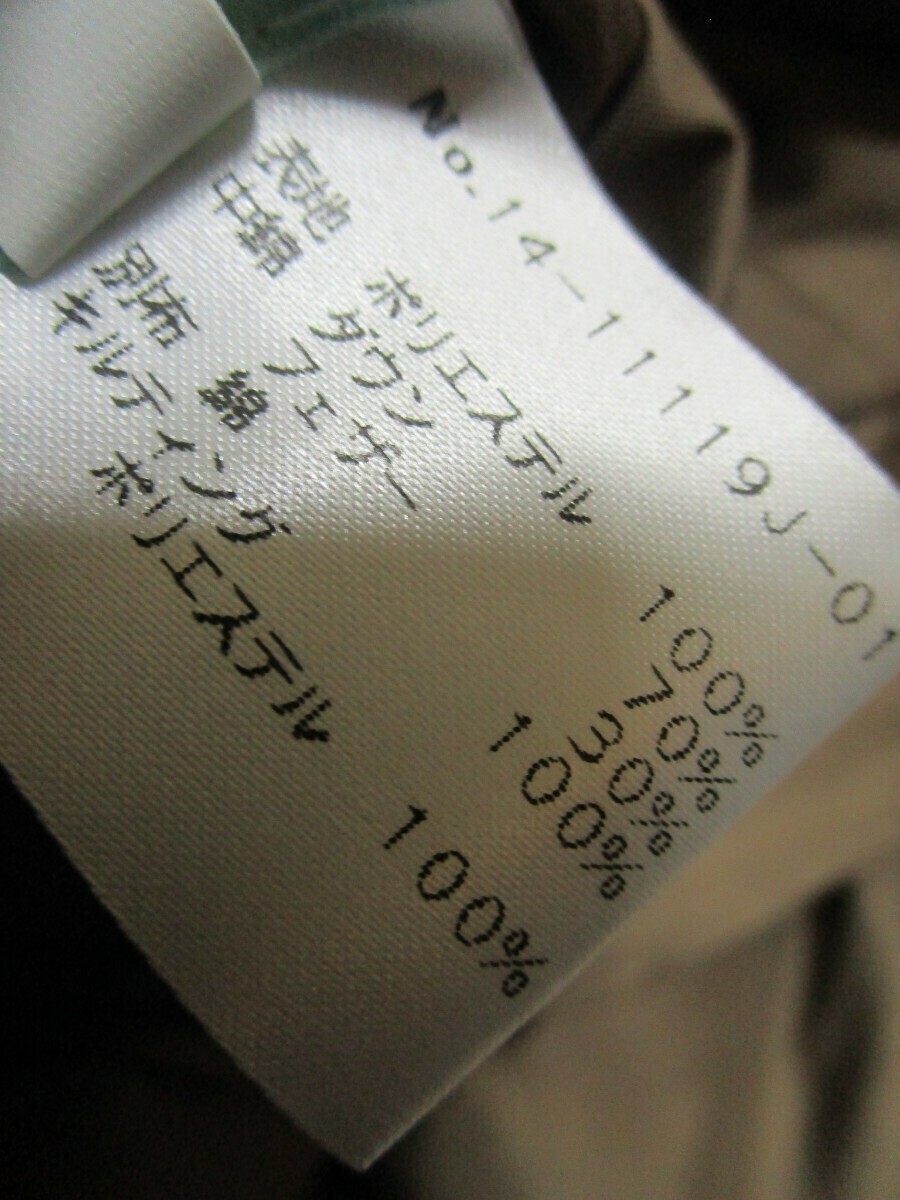 No.14-1119J-01
表地 ポリエステル 100%
中綿 ダウン 70%
フェザー 30%
別布 綿 100%
キルティング
ポリエステル 100%